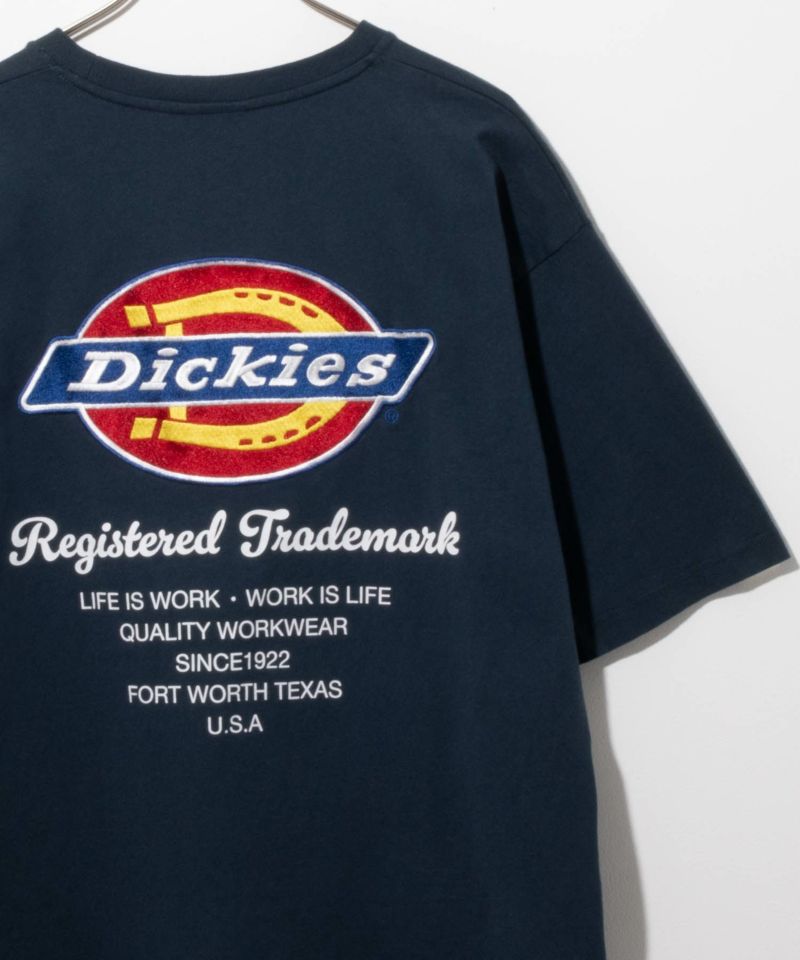 Dickies
®
Registered Trademark
LIFE IS WORK・WORK IS LIFE
QUALITY WORKWEAR
SINCE1922
FORT WORTH TEXAS
U.S.A